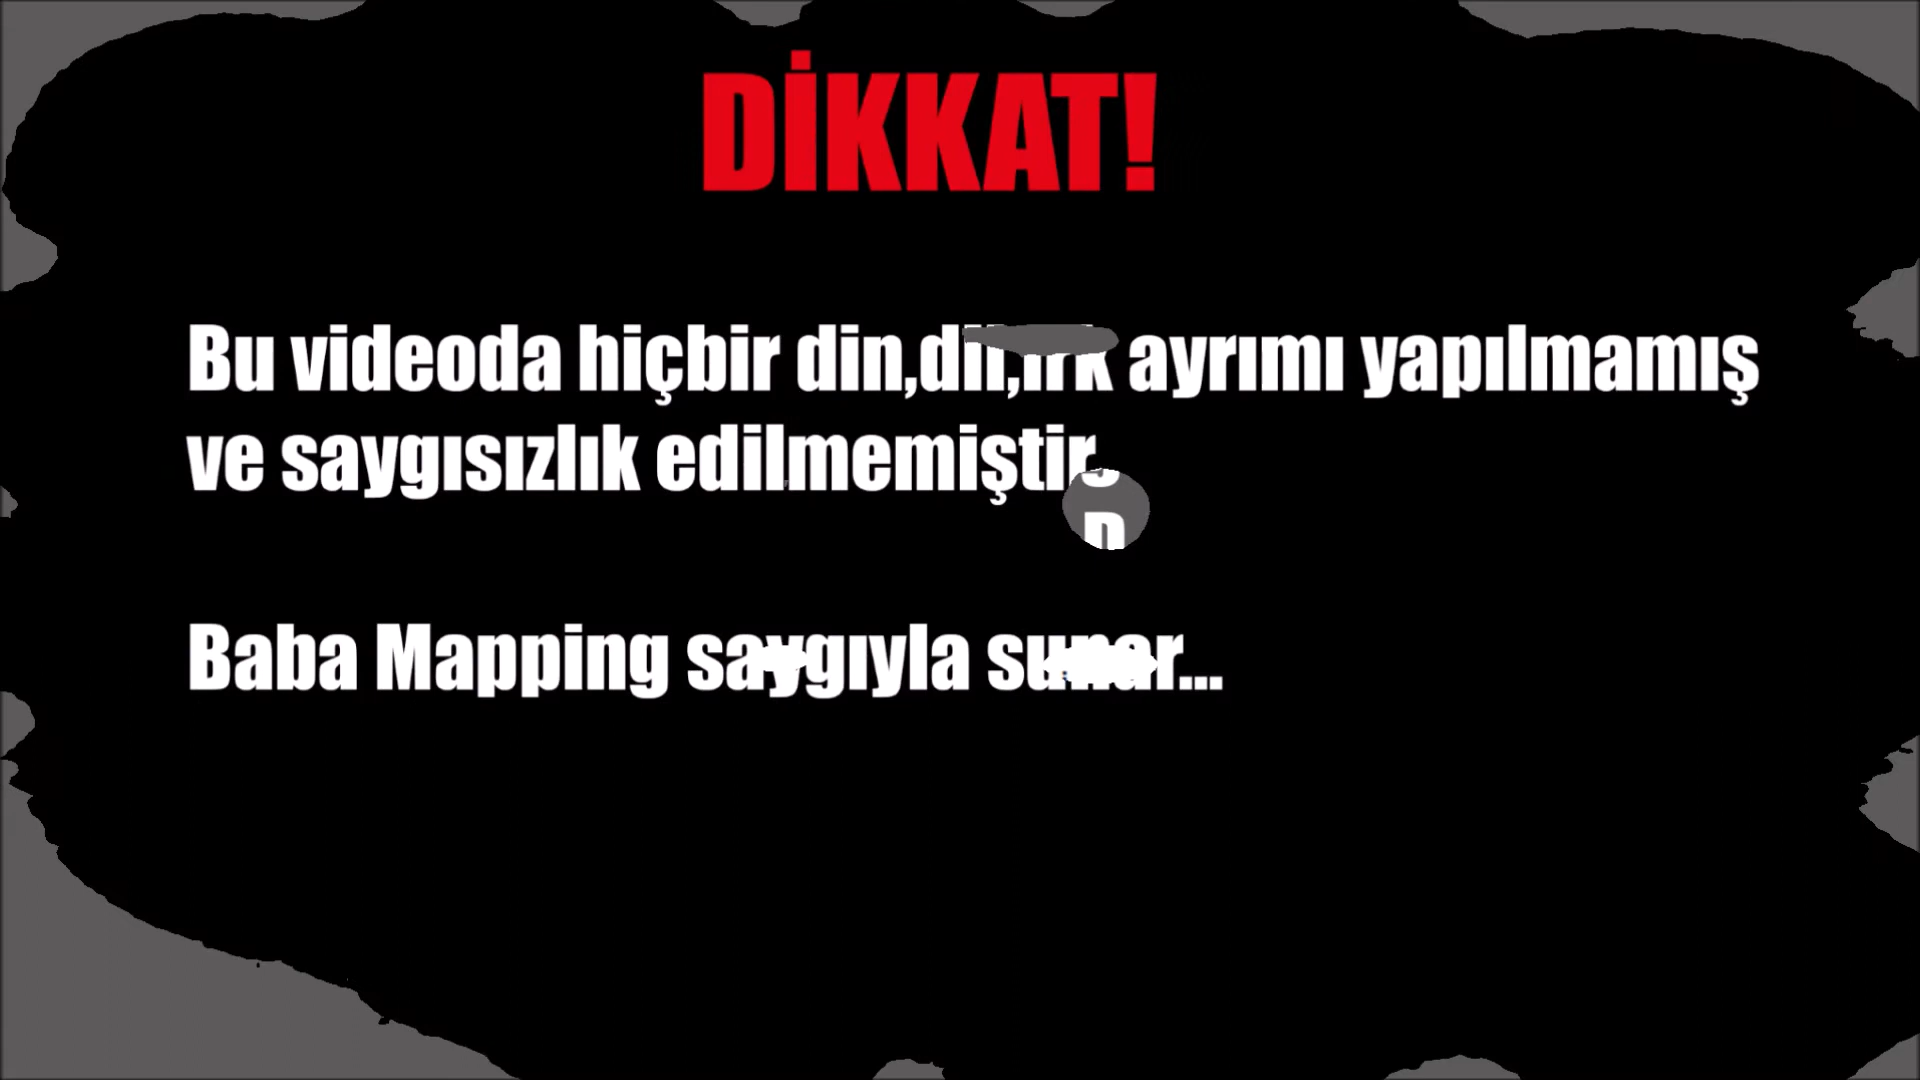 DİKKAT!
Bu videoda hiçbir din,dil,ırk ayrımı yapılmamış
ve saygısızlık edilmemiştir
Baba Mapping saygıyla sunar...